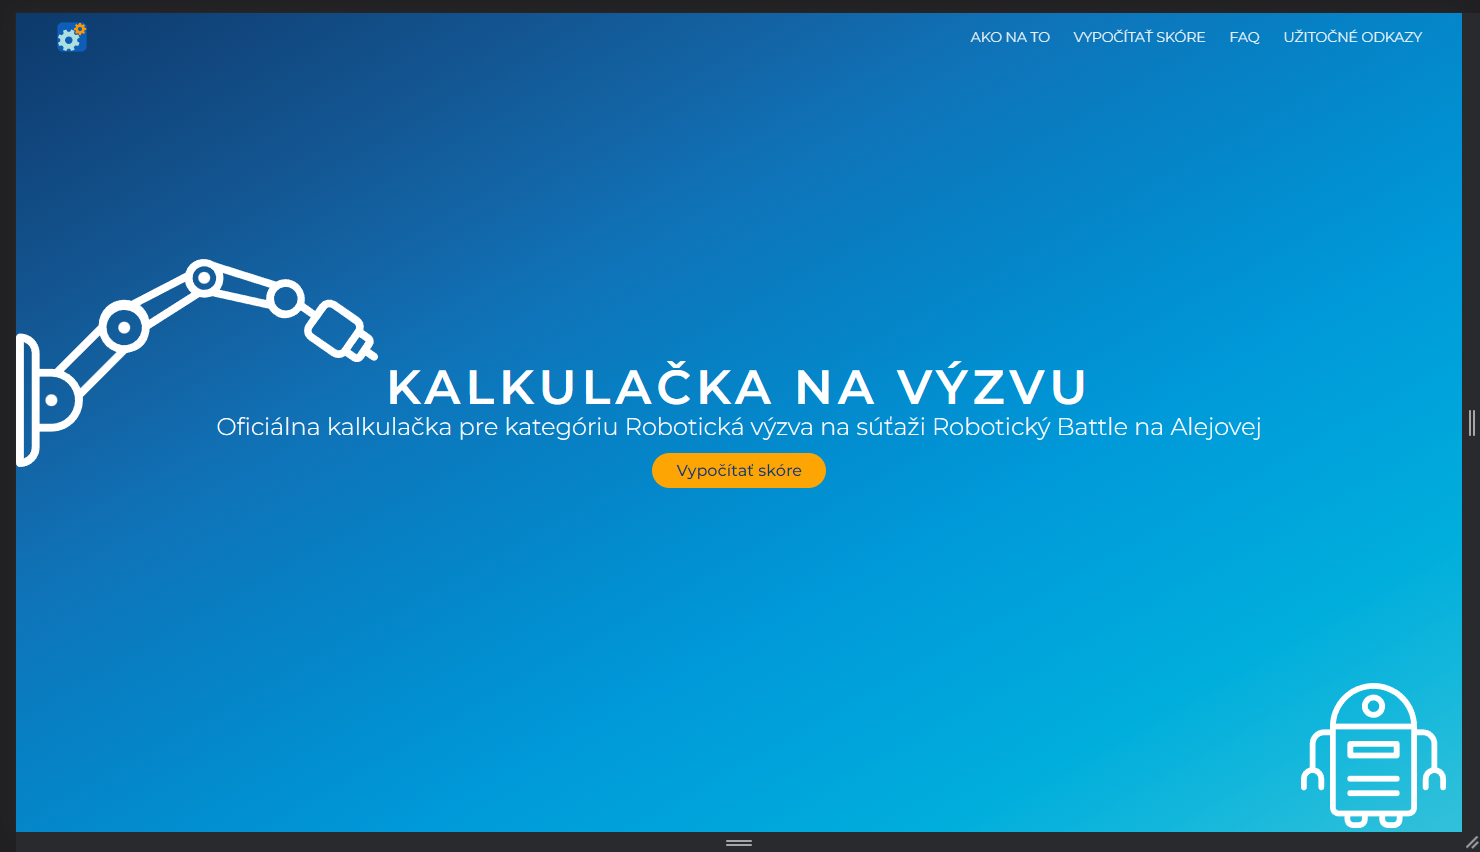 AKO NA TO
VYPOČÍTAŤ SKÓRE
FAQ
UŽITOČNÉ ODKAZY
KALKULAČKA NA VÝZVU
Oficiálna kalkulačka pre kategóriu Robotická výzva na súťaži Robotický Battle na Alejovej
Vypočítať skóre